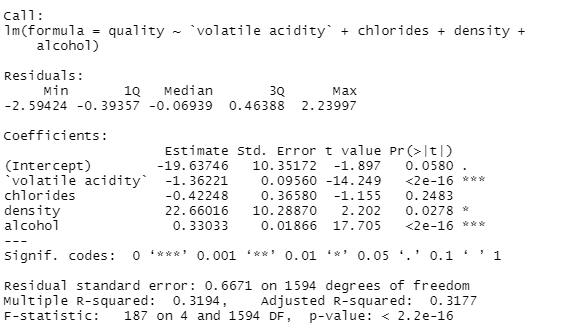 Call:
lm(formula = quality ~ `volatile acidity` + chlorides + density +
    alcohol)

Residuals:
     Min       1Q   Median       3Q      Max
-2.59424 -0.39357 -0.06939  0.46388  2.23997

Coefficients:
                    Estimate Std. Error t value Pr(>|t|)
(Intercept)        -19.63746   10.35172  -1.897   0.0580 .
`volatile acidity`  -1.36221    0.09560 -14.249   <2e-16 ***
chlorides           -0.42248    0.36580  -1.155   0.2483
density             22.66016   10.28870   2.202   0.0278 *
alcohol              0.33033    0.01866  17.705   <2e-16 ***
---
Signif. codes:  0 ‘***’ 0.001 ‘**’ 0.01 ‘*’ 0.05 ‘.’ 0.1 ‘ ’ 1

Residual standard error: 0.6671 on 1594 degrees of freedom
Multiple R-squared:  0.3194,	Adjusted R-squared:  0.3177
F-statistic:   187 on 4 and 1594 DF,  p-value: < 2.2e-16